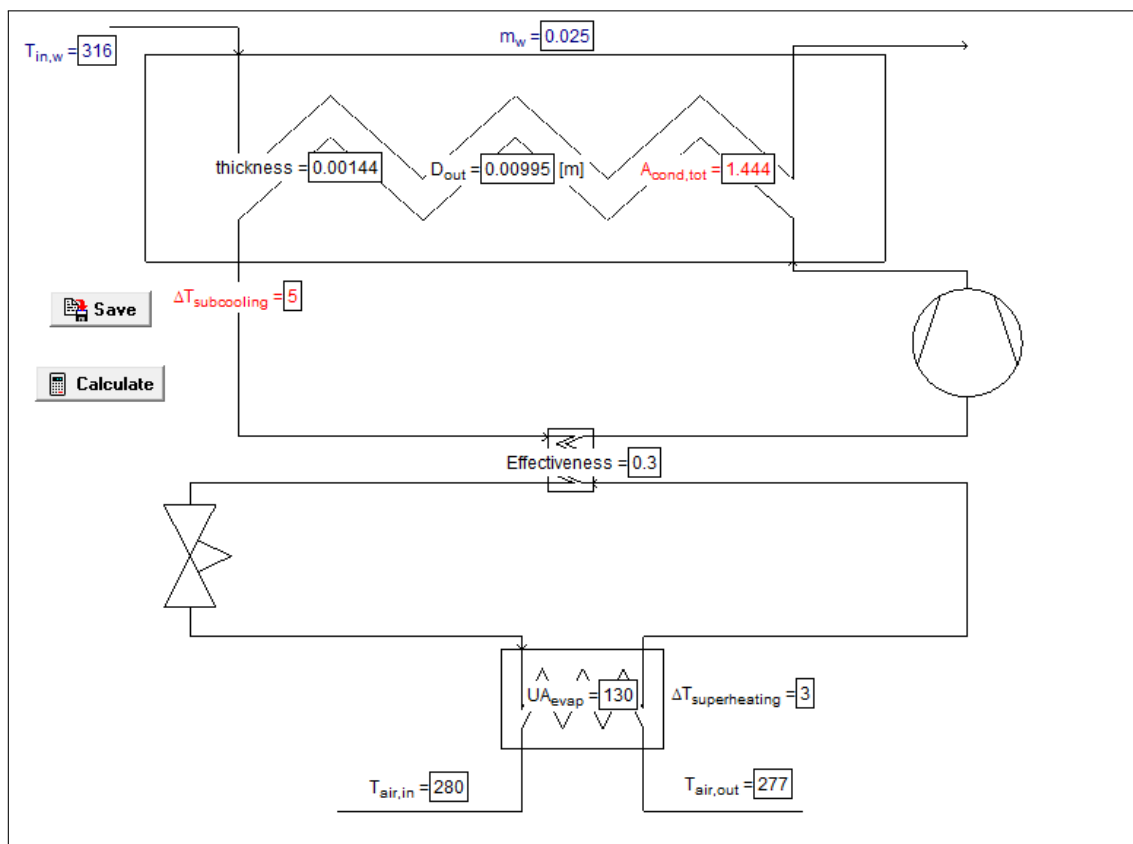 T_in,w = 316
m_w = 0.025
thickness = 0.00144
D_out = 0.00995 [m]
A_cond,tot = 1.444
ΔT_subcooling = 5
Save
Calculate
Effectiveness = 0.3
UA_evap = 130
ΔT_superheating = 3
T_air,in = 280
T_air,out = 277